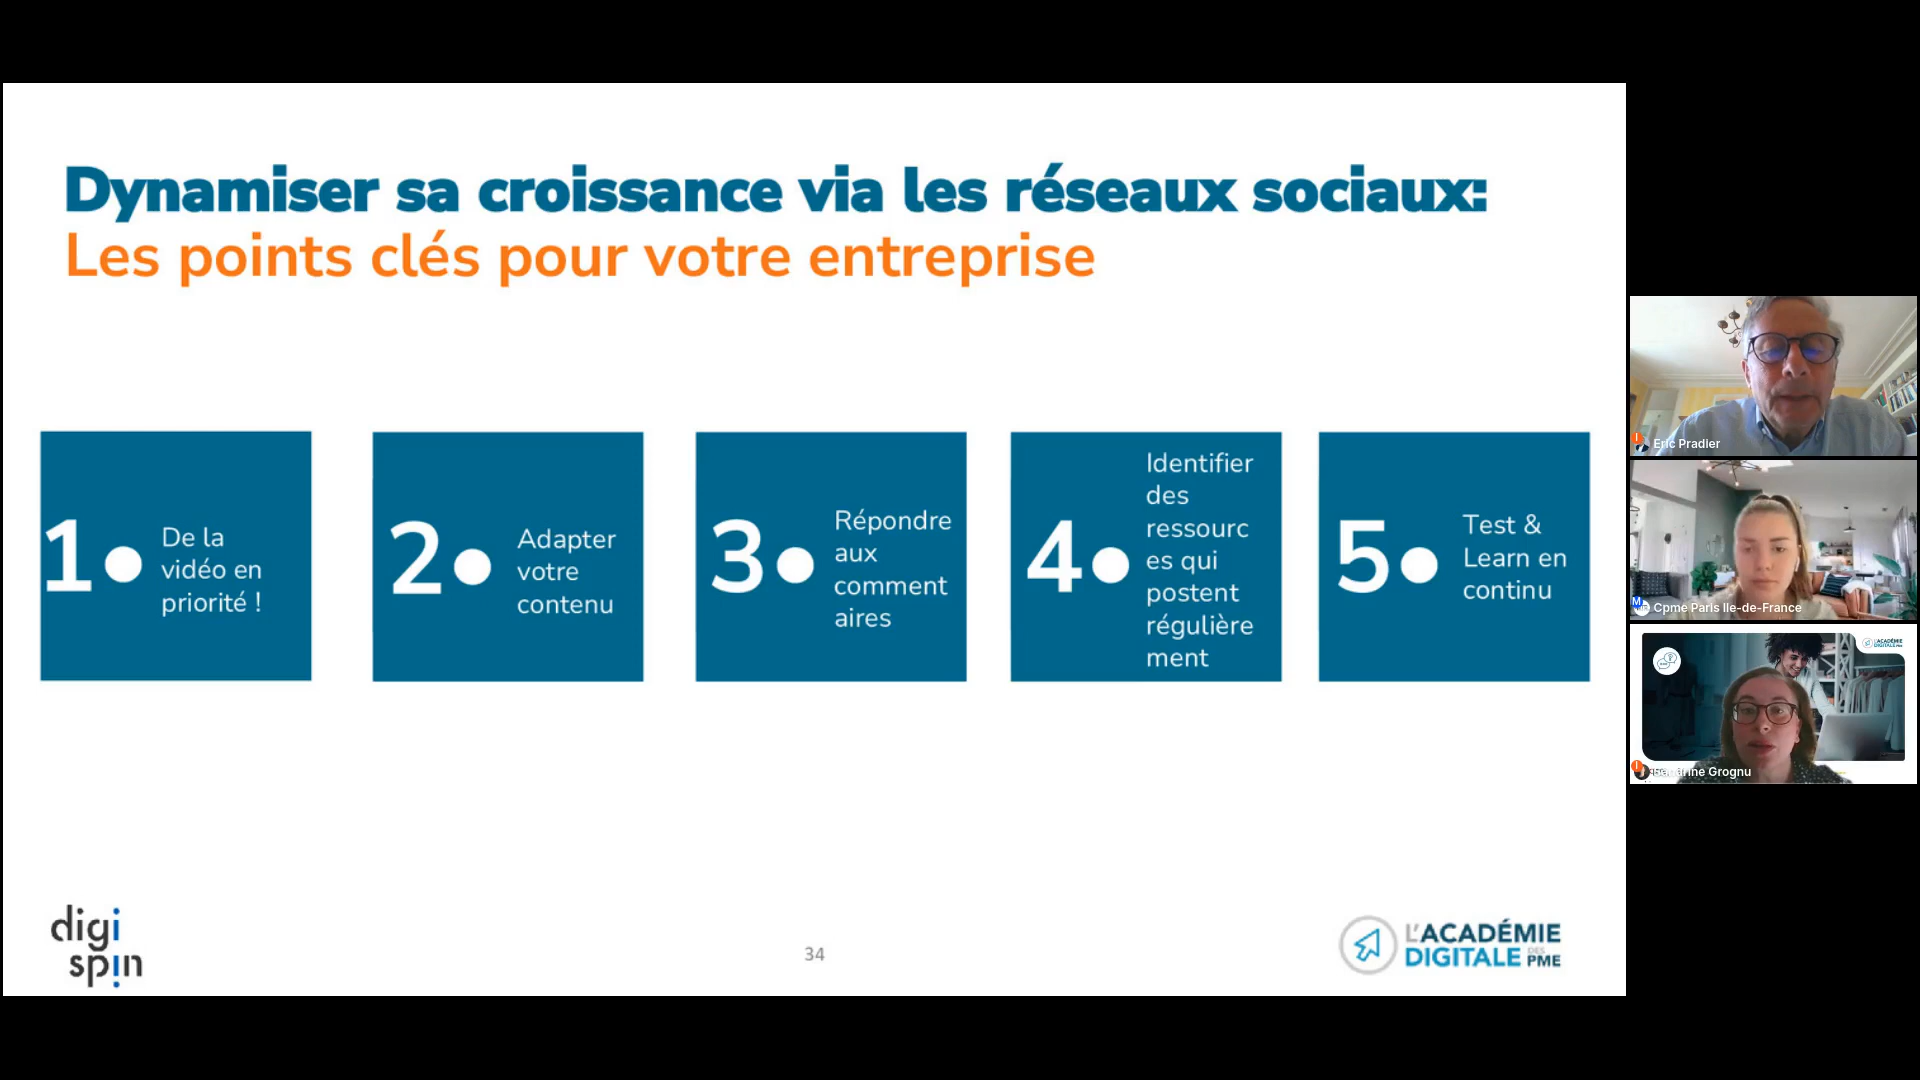 Dynamiser sa croissance via les réseaux sociaux:
Les points clés pour votre entreprise
1
De la
vidéo en
priorité !
2
Adapter
votre
contenu
3
Répondre
aux
comment
aires
4
Identifier
des
ressourc
es qui
postent
régulière
ment
5
Test &
Learn en
continu
digi
spin
34
L'ACADÉMIE
DIGITALE DES PME
Eric Pradier
Cpme Paris Ile-de-France
Grognu
L'ACADÉMIE
DIGITALE